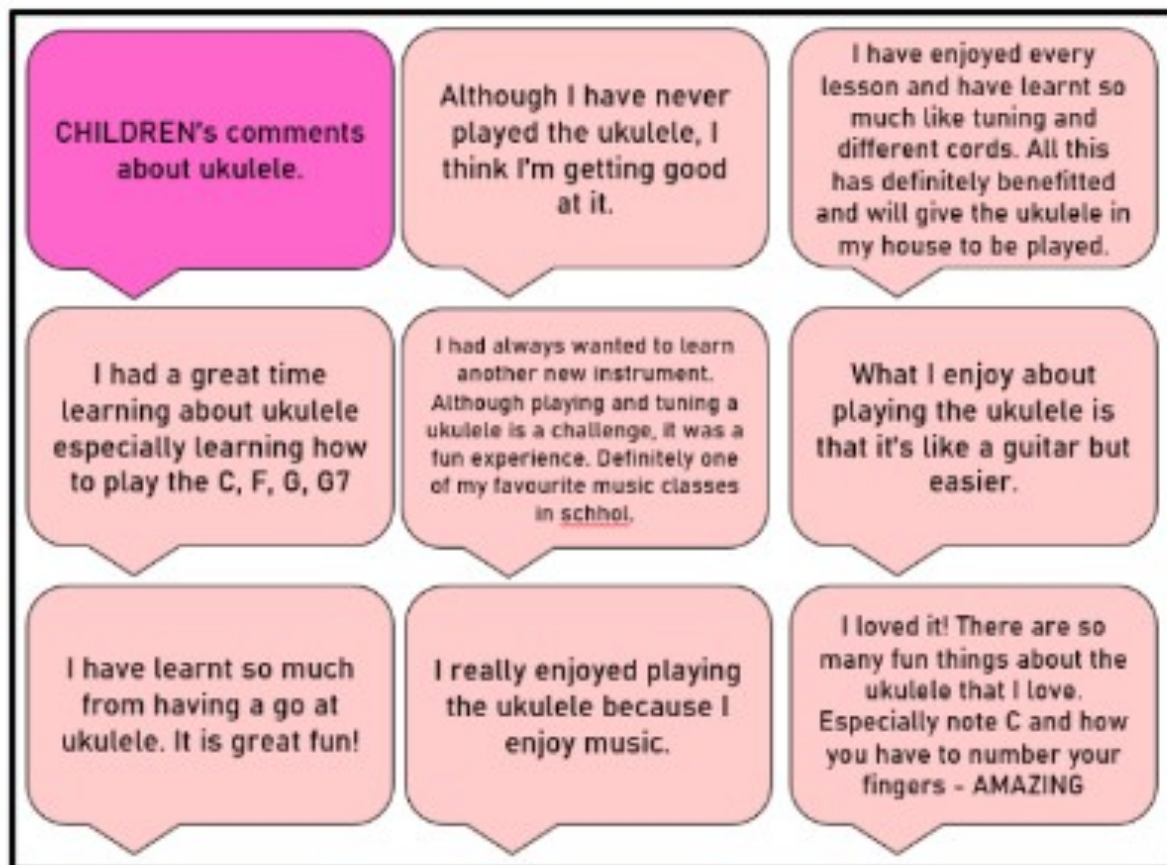 CHILDREN's comments
about ukulele.
Although I have never
played the ukulele, I
think I'm getting good
at it.
I have enjoyed every
lesson and have learnt so
much like tuning and
different cords. All this
has definitely benefitted
and will give the ukulele in
my house to be played.
I had a great time
learning about ukulele
especially learning how
to play the C, F, G, G7
I had always wanted to learn
another new instrument.
Although playing and tuning a
ukulele is a challenge, it was a
fun experience. Definitely one
of my favourite music classes
in schhol.
What I enjoy about
playing the ukulele is
that it's like a guitar but
easier.
I have learnt so much
from having a go at
ukulele. It is great fun!
I really enjoyed playing
the ukulele because I
enjoy music.
I loved it! There are so
many fun things about the
ukulele that I love.
Especially note C and how
you have to number your
fingers - AMAZING